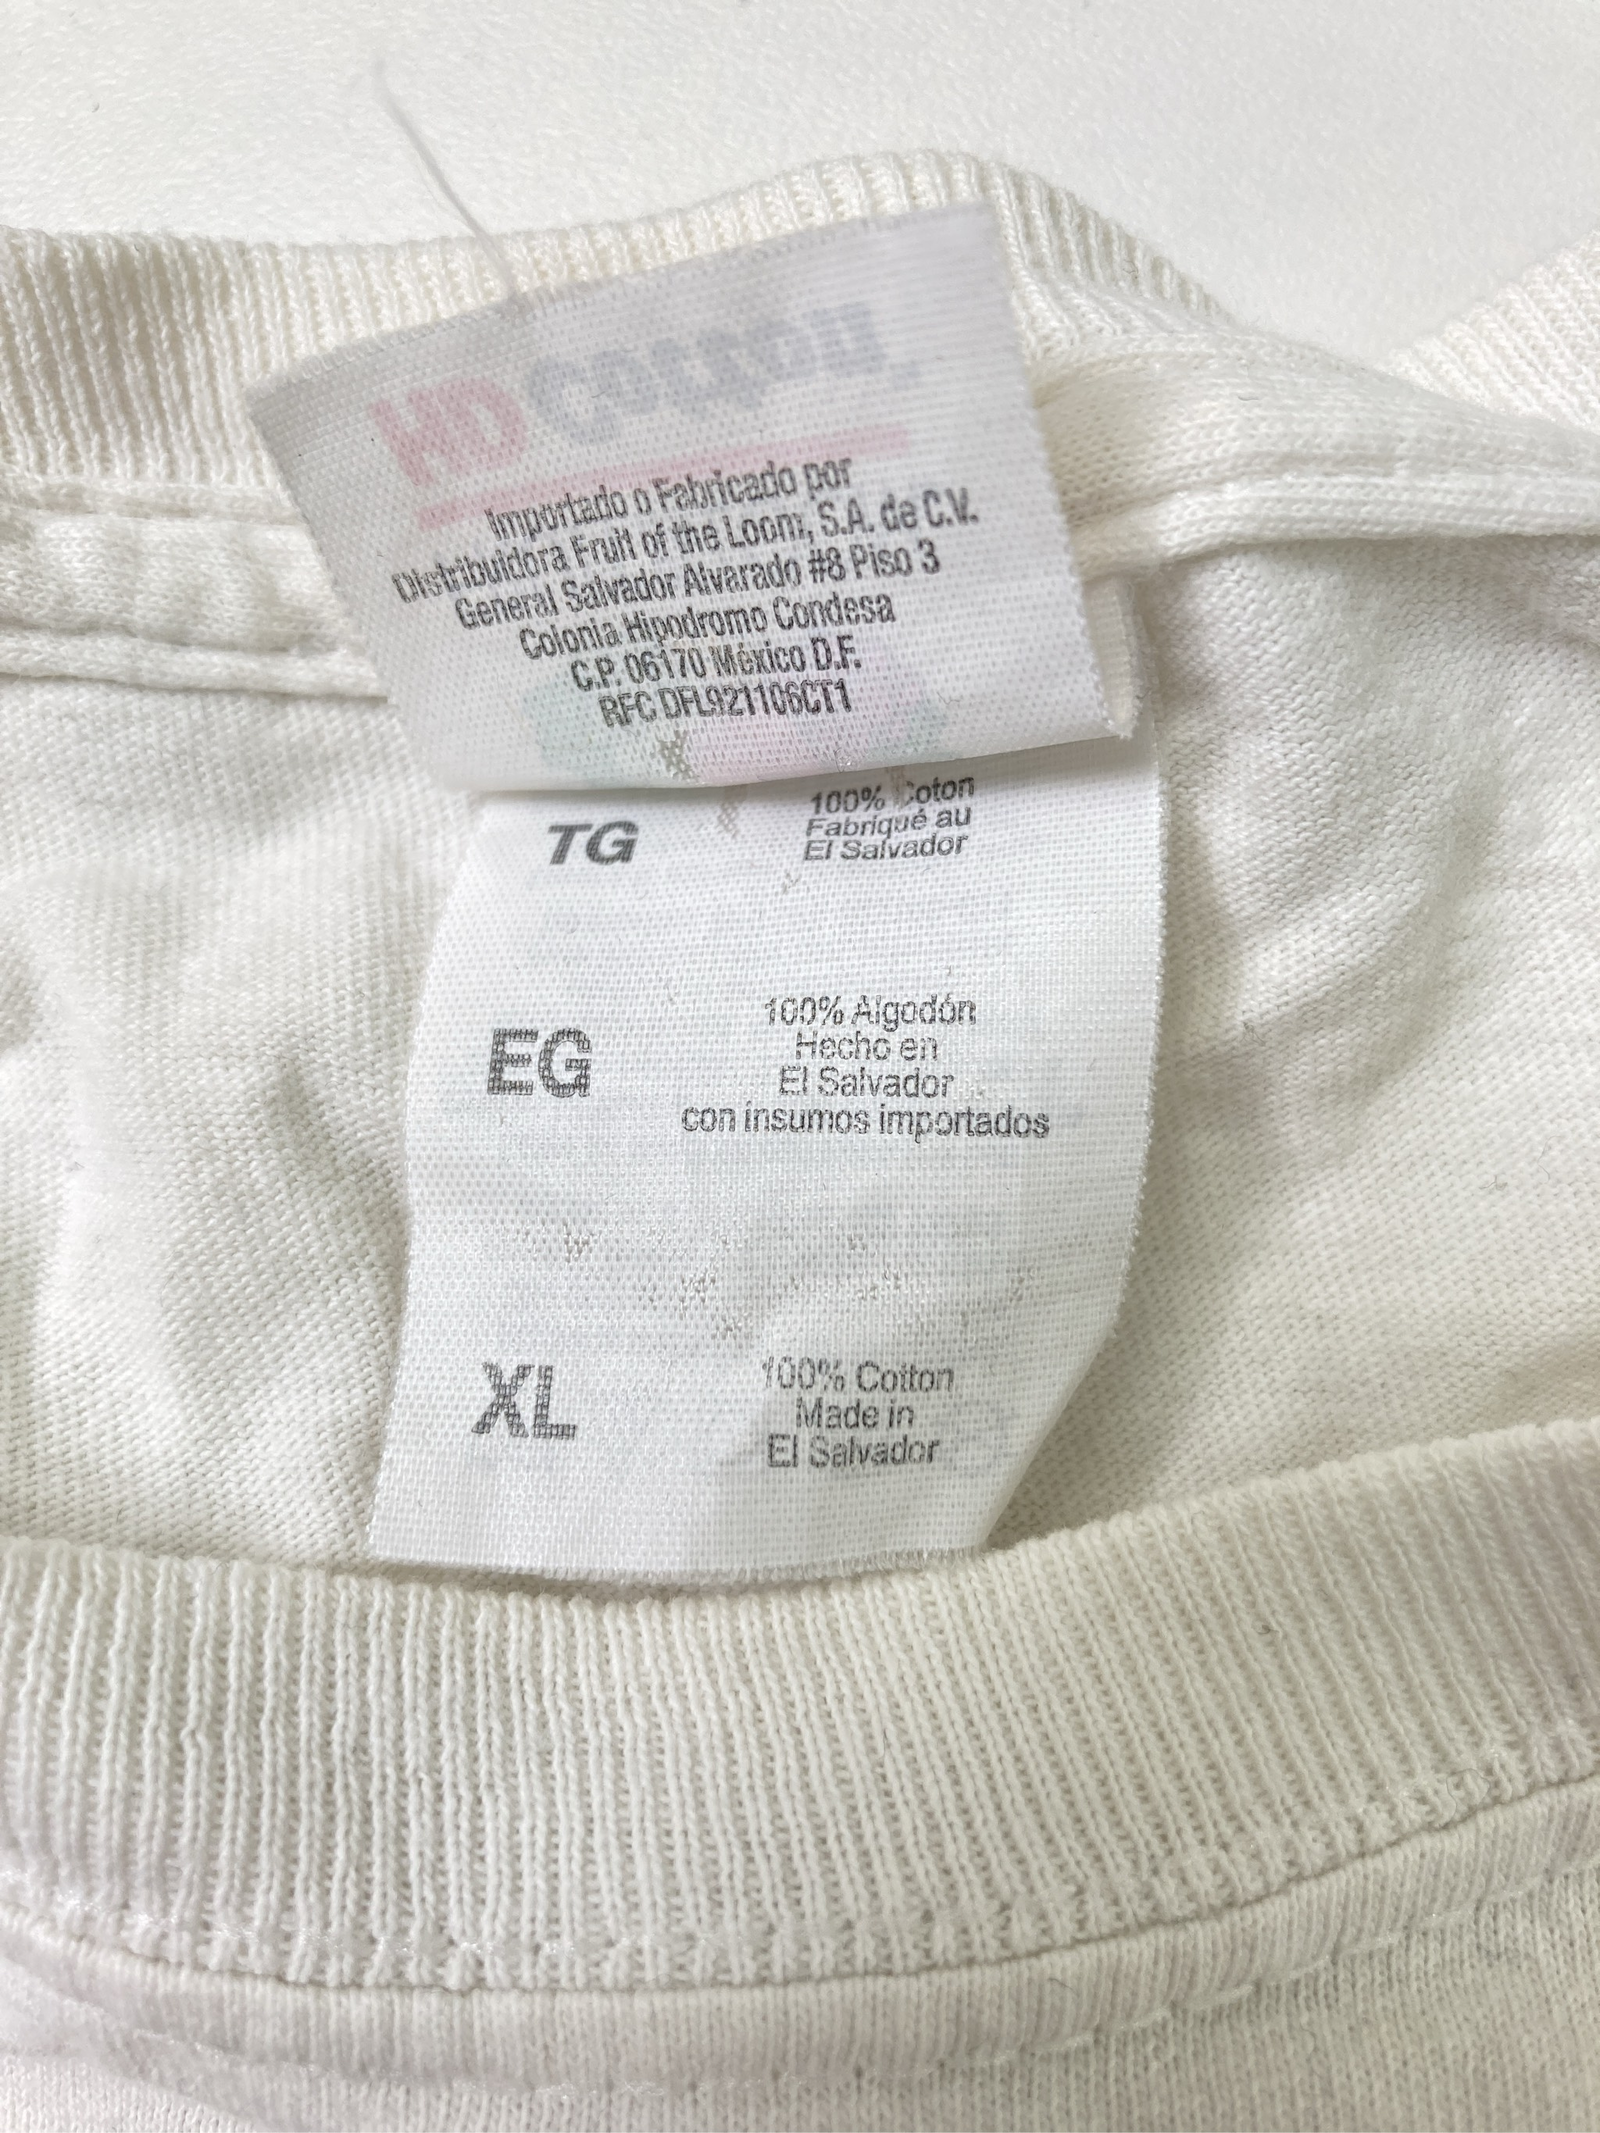 HD Cotton
Importado o Fabricado por
Distribuidora Fruit of the Loom, S.A. de C.V.
General Salvador Alvarado #8 Piso 3
Colonia Hipodromo Condesa
C.P. 06170 México D.F.
RFC DFL921106CT1
TG
100% Coton
Fabriqué au
El Salvador
EG
100% Algodón
Hecho en
El Salvador
con insumos importados
XL
100% Cotton
Made in
El Salvador